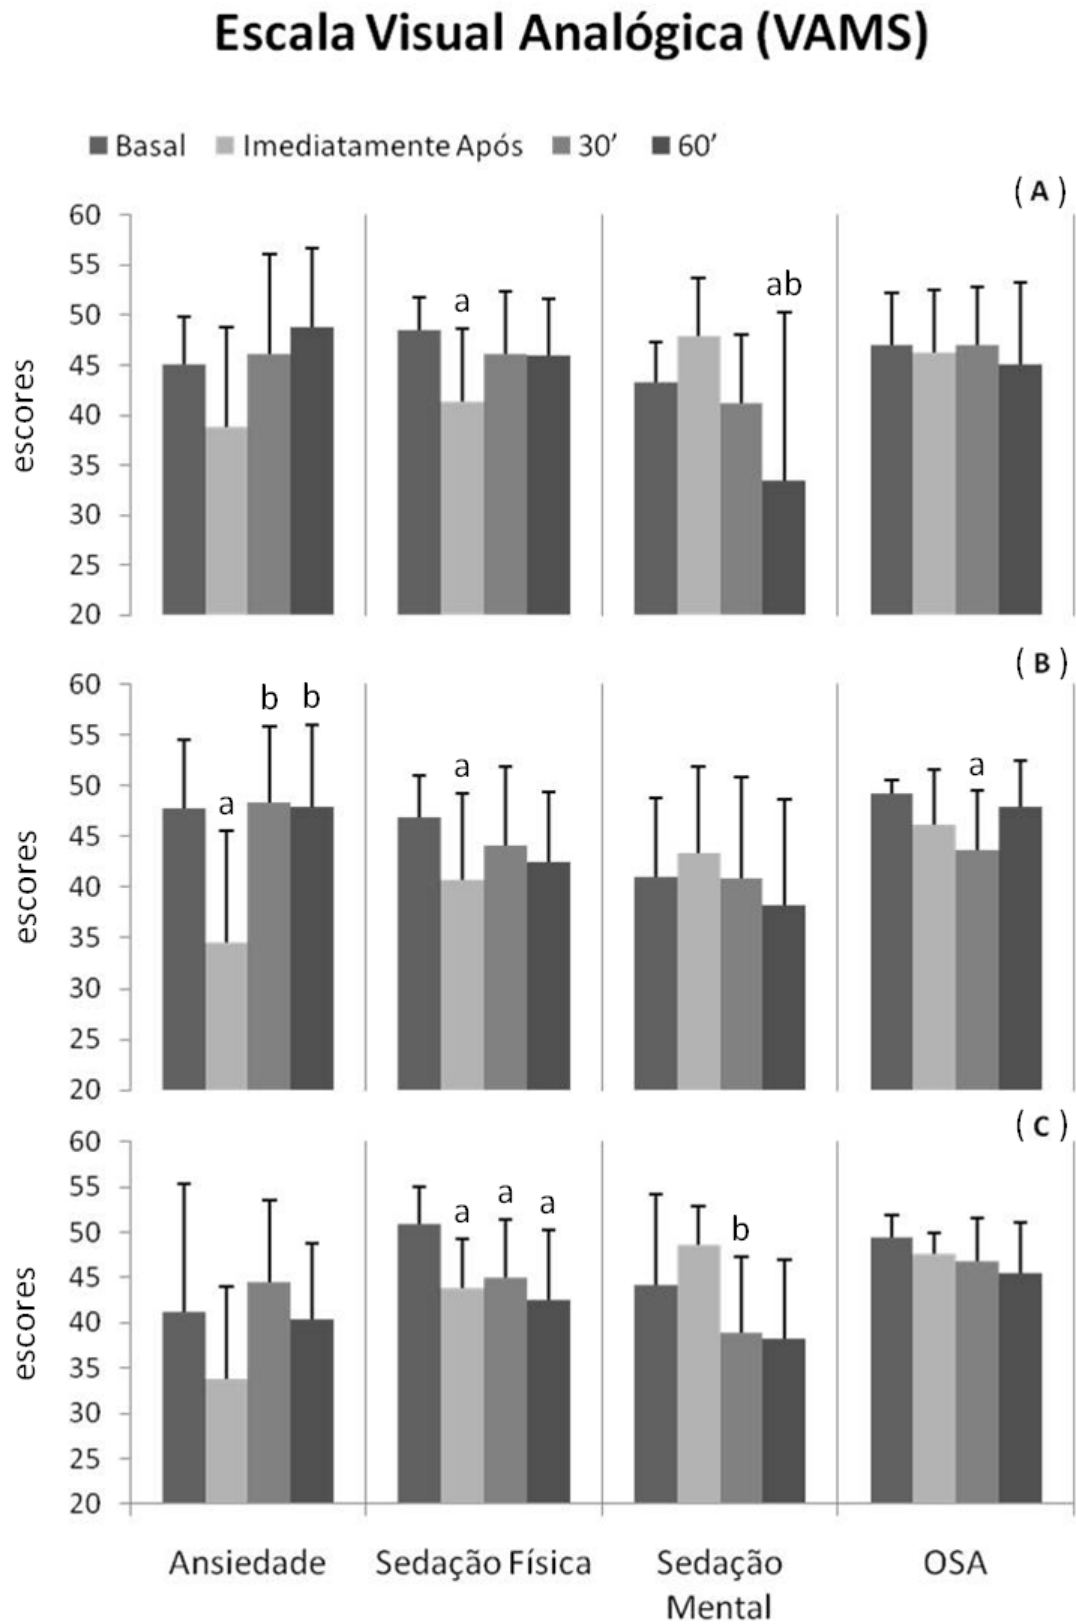 Escala Visual Analógica (VAMS)
Basal Imediatamente Após 30’ 60’
( A )
60
55
50
45
40
35
30
25
20
escores
a
ab
( B )
60
55
50
45
40
35
30
25
20
escores
a
b
b
a
a
( C )
60
55
50
45
40
35
30
25
20
escores
a
a
a
b
Ansiedade
Sedação Física
Sedação
Mental
OSA